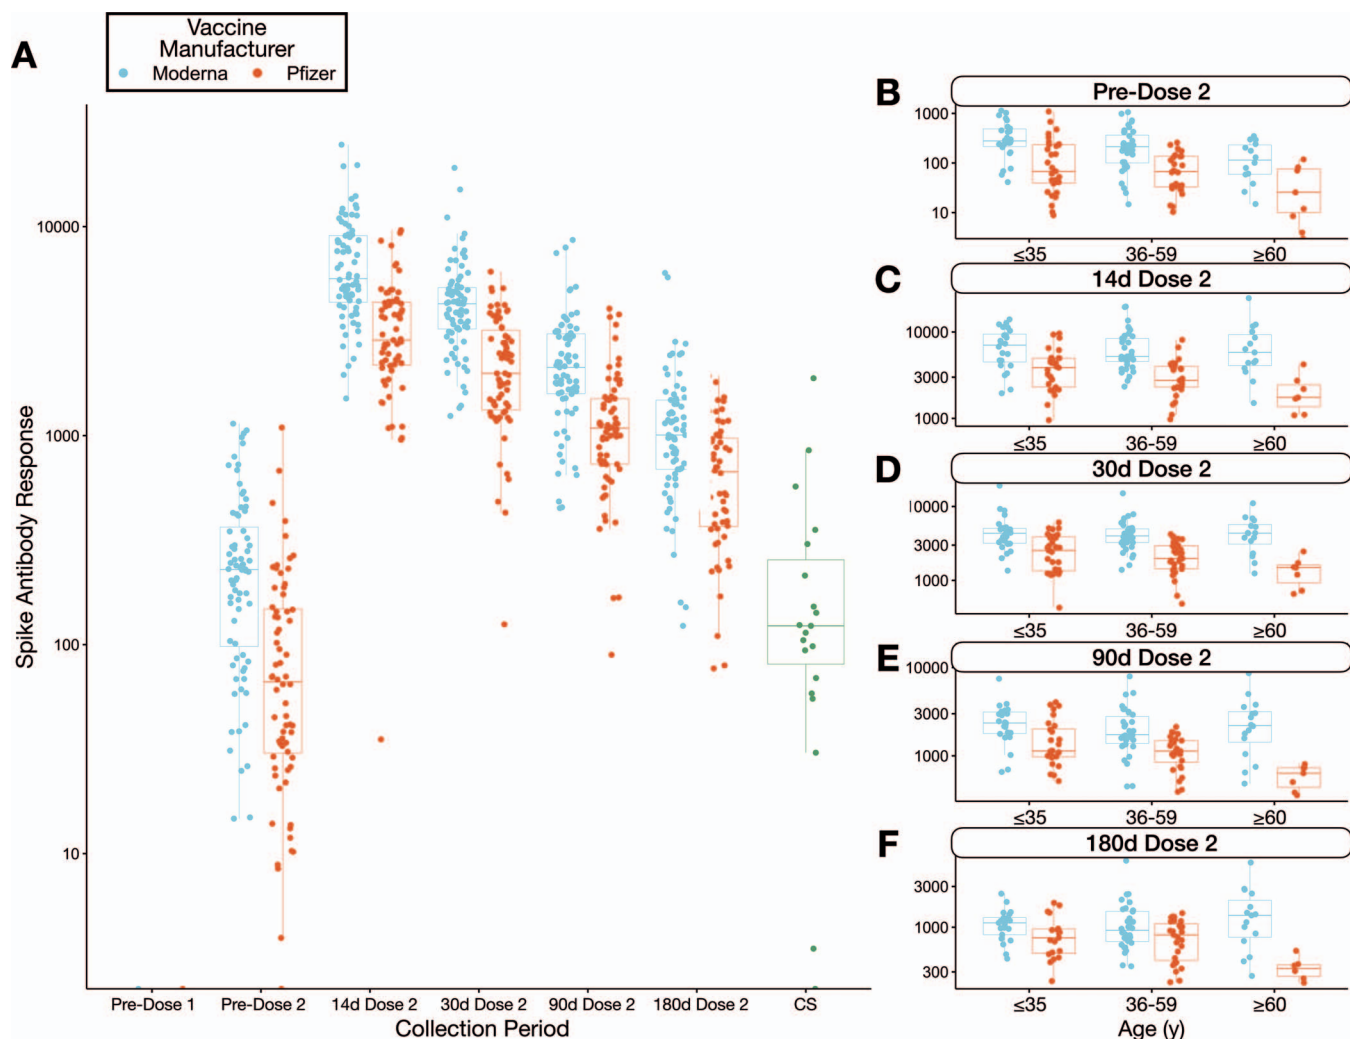 A
Vaccine
Manufacturer
Moderna Pfizer
Spike Antibody Response
10000
1000
100
10
Pre-Dose 1 Pre-Dose 2 14d Dose 2 30d Dose 2 90d Dose 2 180d Dose 2 CS
Collection Period
B
Pre-Dose 2
1000
100
10
≤35 36-59 ≥60
C
14d Dose 2
10000
3000
1000
≤35 36-59 ≥60
D
30d Dose 2
10000
3000
1000
≤35 36-59 ≥60
E
90d Dose 2
10000
3000
1000
≤35 36-59 ≥60
F
180d Dose 2
3000
1000
300
≤35 36-59 ≥60
Age (y)